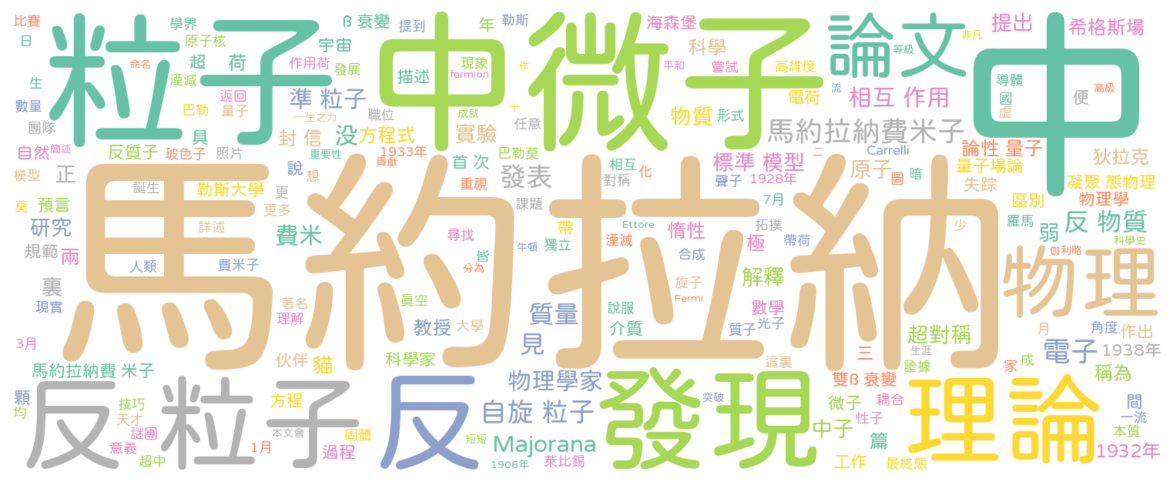 比賽 學界 ß 衰變 提到 年 勒斯 海森堡 提出 希格斯場
日 粒子 原子核 宇宙 中 微子 科學 論文 等級 非凡 中
命名 超 荷 作用荷 發展 描述 現象 fermion 作 平和 嘗試 高雜度 導體 高級
生 湮滅 返回 準 粒子 職位 成就 十 電荷 流 相互 作用 國 便
數量 巴勒 量子 一生之力 物質 形式 虛
團隊 具 封 信 沒 方程式 實驗 任意 馬約拉納費米子
自然 簡述 反質子 玻色子 照片 重要性 1933年 貢獻 首 次 巴勒莫 相互 化 標準 模型 二 Carrelli 論性 量子 狄拉克
模型 正 誕生 勒斯大學 說 想 重視 發表 對稱 聲子 1928年 原子 圖 暗 量子場論 凝聚 態物理
莫 預言 更 更多 課題 7月 失踪 區別 物理學
研究 詳述 費米 尋找 牛頓 獨立 Ettore 湮滅 帶 惰性 拓撲 極 帶荷 羅馬 弱 反 物質 少
規範 兩 人類 費米子 皆 分為 合成 科學史 伽利略
裏 馬約拉納 旋子 解釋 物理
現實 著名 理解 真空 Fermi 說服 數學
3月 教授 大學 質量 介質 質子 光子 超對稱 月 角度 作出
伙伴 貓 科學家 見 這裏 三 生涯 證據 電子 1938年 家 成
馬約拉納費 米子 物理學家 雙ß 衰變 稱為
顆 反粒子 技巧 方程 反 自旋 粒子 發現 突破 微子 耦合 理論 間
均 天才 謎團 本文會 固體 短短 Majorana 中子 性子 篇 一流 本質
意義 超中 1月 過程 1906年 萊比錫 工作 最終態 1932年